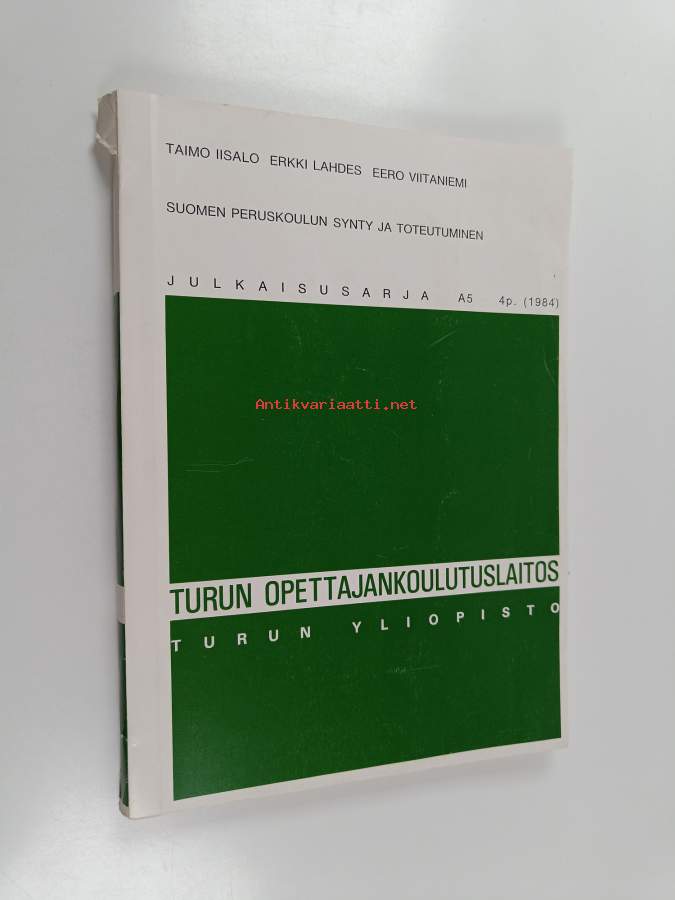 TAIMO IISALO ERKKI LAHDES EERO VIITANIEMI
SUOMEN PERUSKOULUN SYNTY JA TOTEUTUMINEN
JULKAISUSARJA A5 4p. (1984)
Antikvariaatti.net
TURUN OPETTAJANKOULUTUSLAITOS
TURUN YLIOPISTO